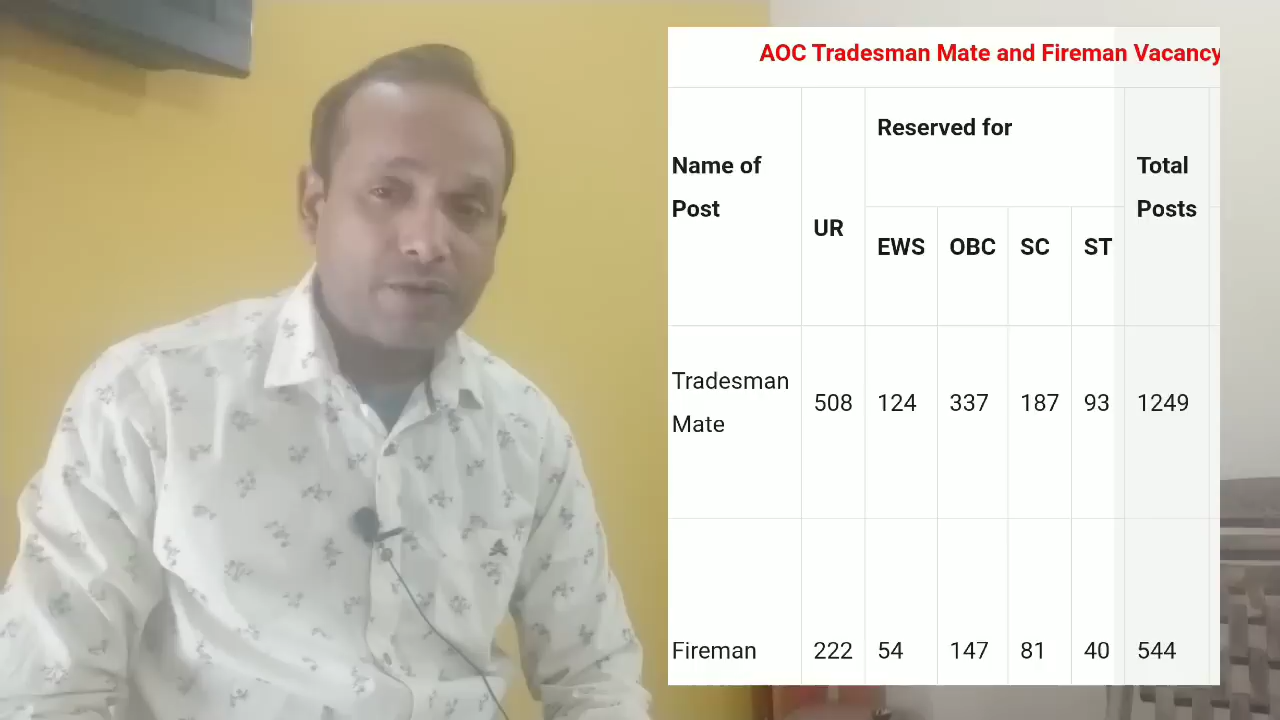 AOC Tradesman Mate and Fireman Vacancy
Name of Post
UR
Reserved for
Total Posts
EWS
OBC
SC
ST
Tradesman Mate
508
124
337
187
93
1249
Fireman
222
54
147
81
40
544